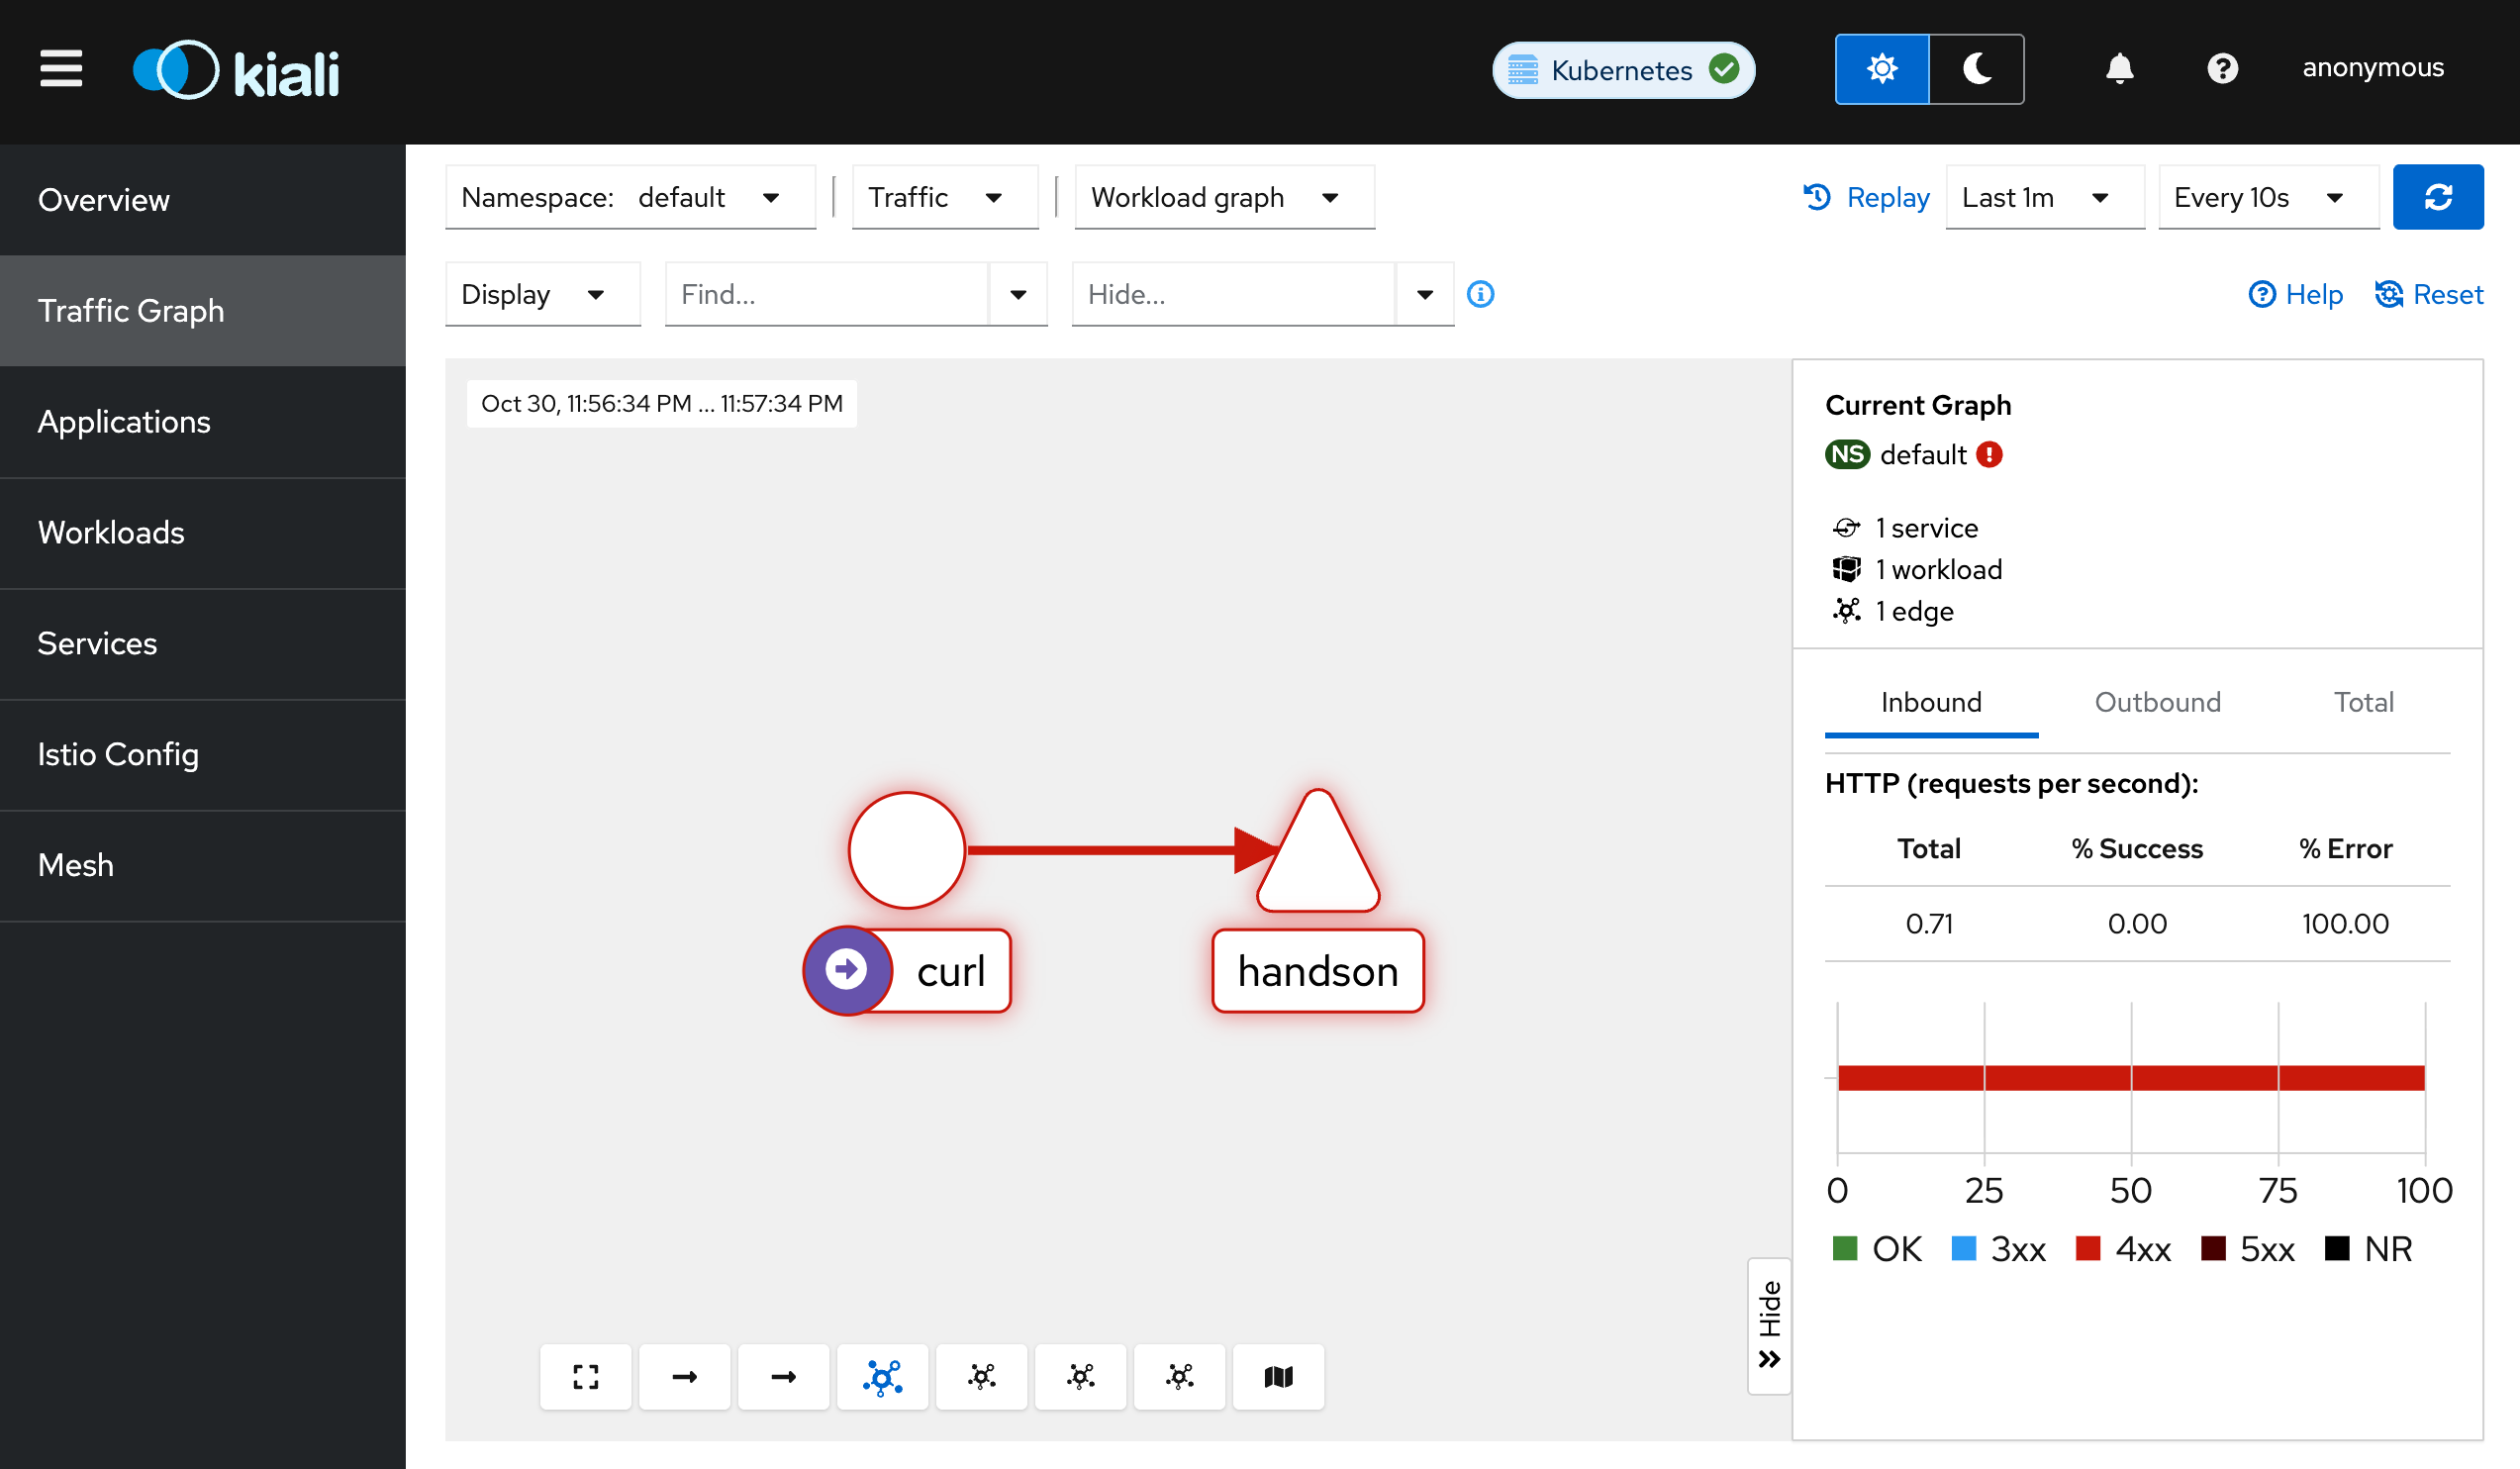 kiali
Kubernetes
anonymous
Overview
Traffic Graph
Applications
Workloads
Services
Istio Config
Mesh
Namespace: default
Traffic
Workload graph
Replay
Last 1m
Every 10s
Display
Find...
Hide...
Help
Reset
Oct 30, 11:56:34 PM ... 11:57:34 PM
curl
handson
Hide
Current Graph
NS default
1 service
1 workload
1 edge
Inbound Outbound Total
HTTP (requests per second):
Total % Success % Error
0.71 0.00 100.00
0 25 50 75 100
OK 3xx 4xx 5xx NR